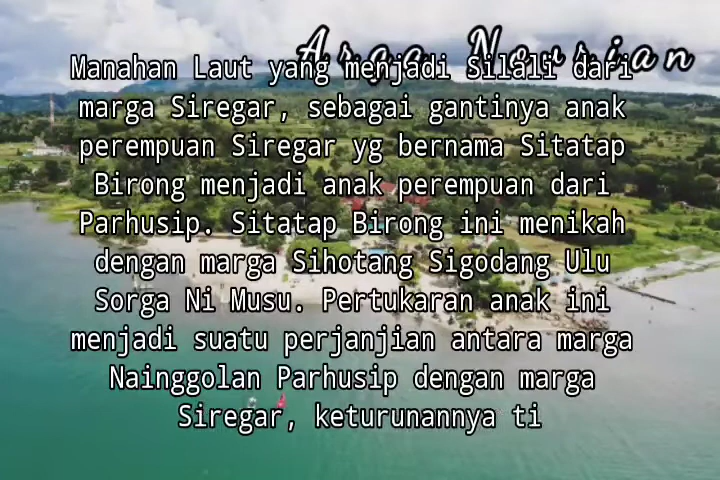 Arga Novrian
Manahan Laut yang menjadi Silali dari
marga Siregar, sebagai gantinya anak
perempuan Siregar yg bernama Sitatap
Birong menjadi anak perempuan dari
Parhusip. Sitatap Birong ini menikah
dengan marga Sihotang Sigodang Ulu
Sorga Ni Musu. Pertukaran anak ini
menjadi suatu perjanjian antara marga
Nainggolan Parhusip dengan marga
Siregar, keturunannya ti